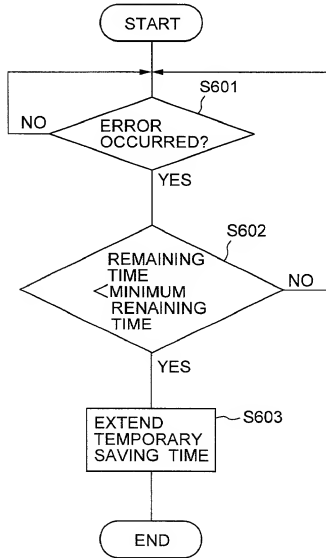 START
S601
NO
ERROR
OCCURRED?
YES
S602
REMAINING
TIME
<MINIMUM
RENAINING
TIME
NO
YES
S603
EXTEND
TEMPORARY
SAVING TIME
END